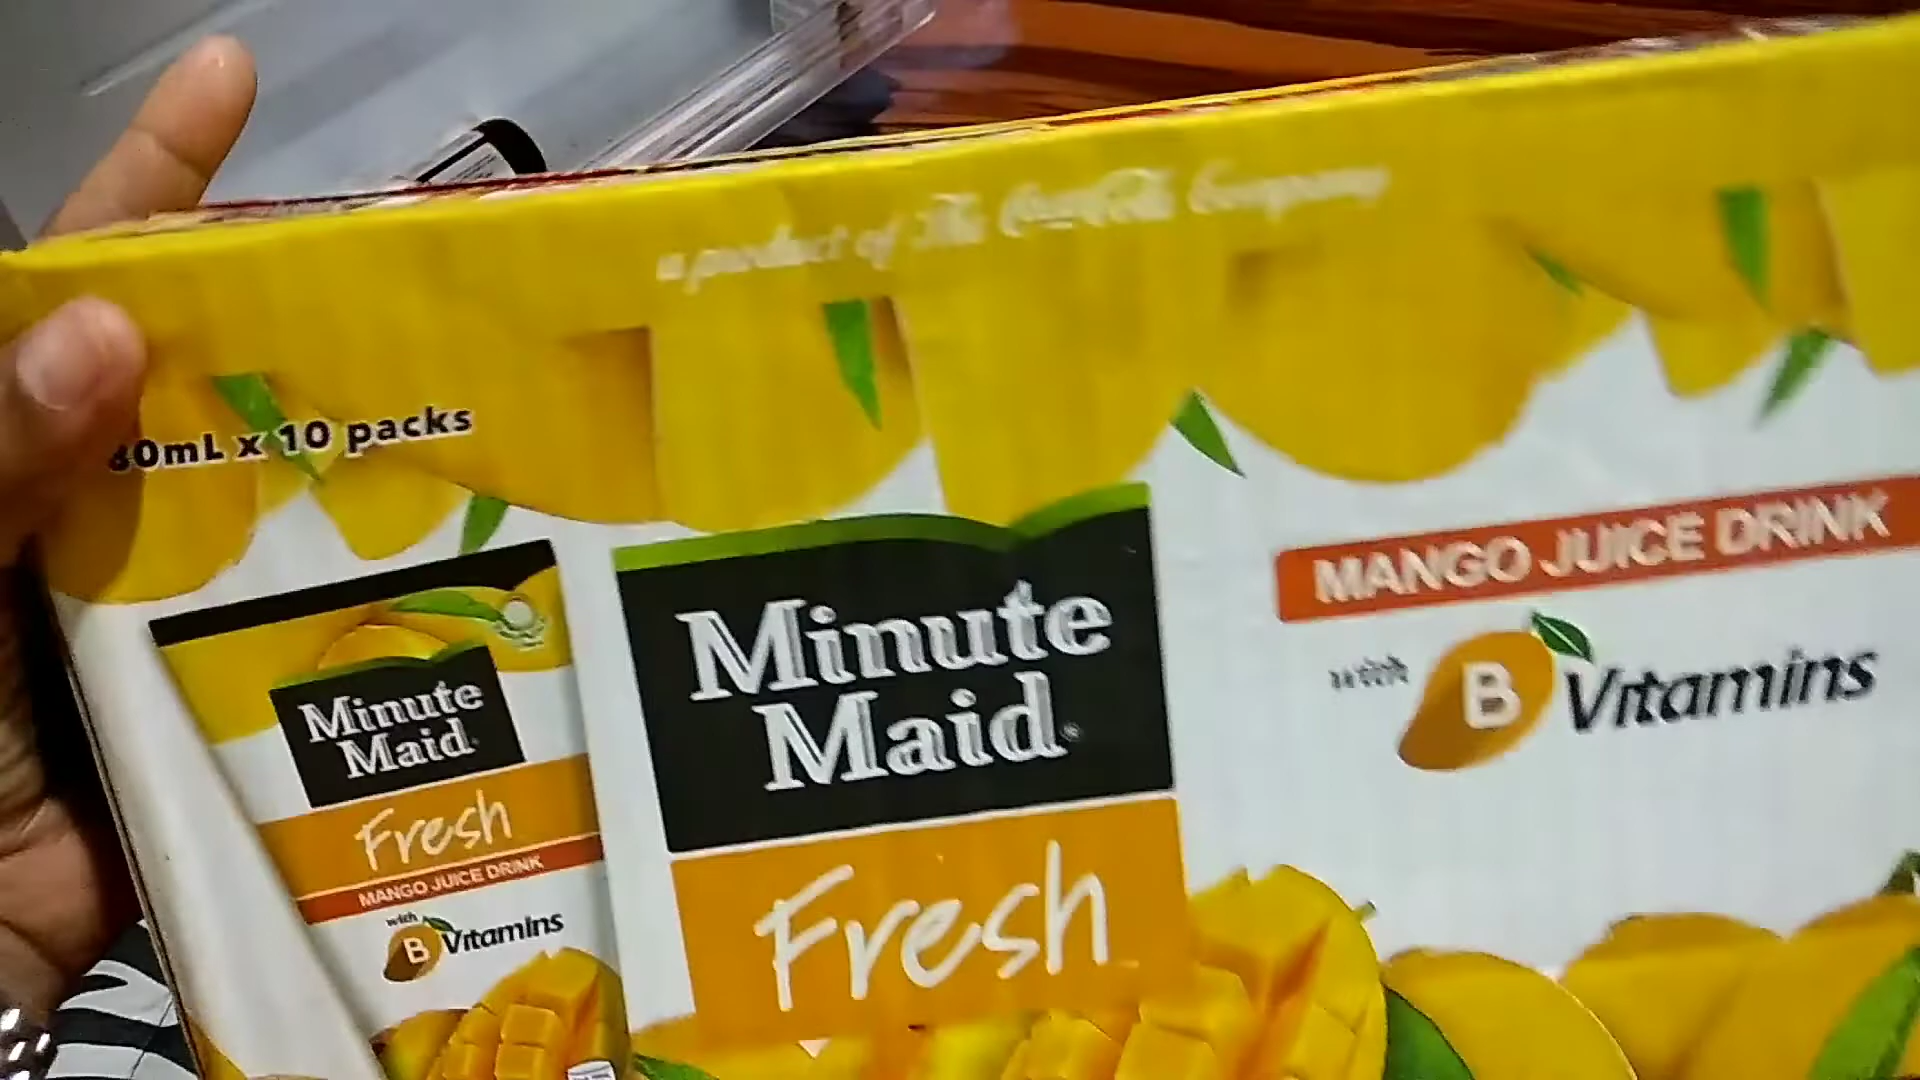 a product of The Coca-Cola Company
60mL x 10 packs
Minute
Maid
Fresh
MANGO JUICE DRINK
with B Vitamins
Minute
Maid
Fresh
MANGO JUICE DRINK
with
B Vitamins